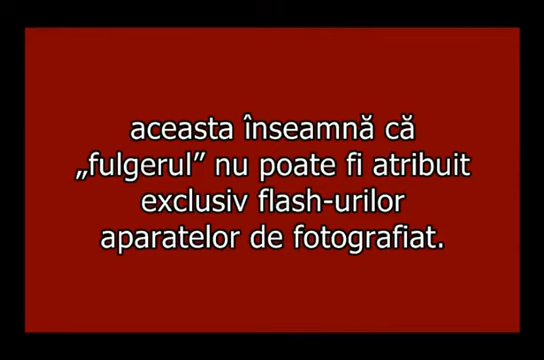 aceasta înseamnă că
„fulgerul” nu poate fi atribuit
exclusiv flash-urilor
aparatelor de fotografiat.